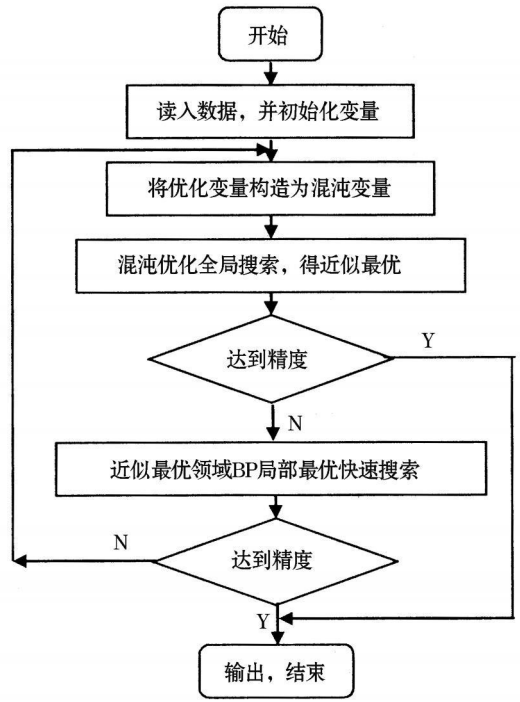 开始
读入数据，并初始化变量
将优化变量构造为混沌变量
混沌优化全局搜索，得近似最优
达到精度
Y
N
近似最优领域BP局部最优快速搜索
达到精度
N
Y
输出，结束